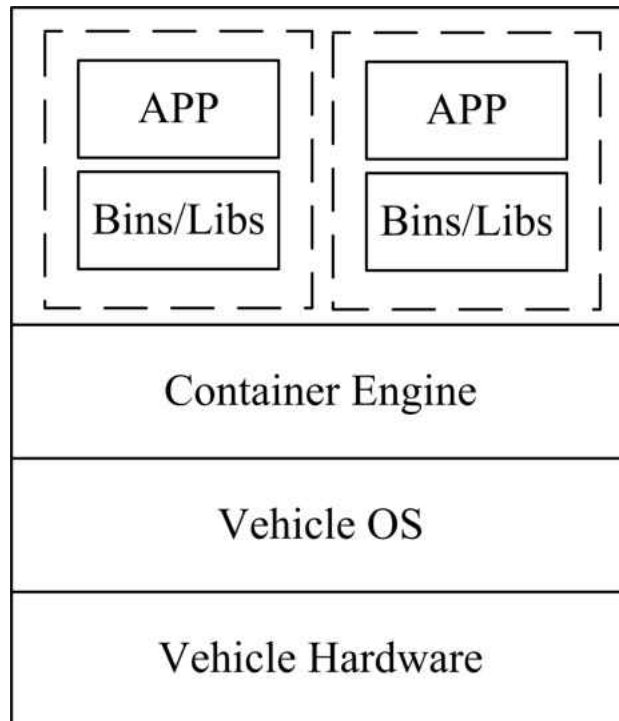 APP
Bins/Libs
APP
Bins/Libs
Container Engine
Vehicle OS
Vehicle Hardware